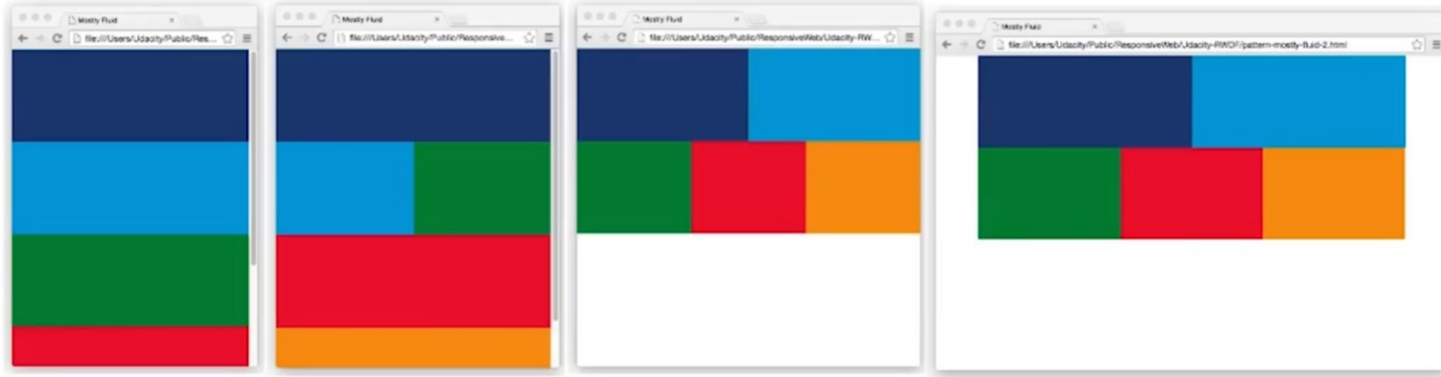 Mostly Fluid
file:///Users/Udacity/Public/Res...
Mostly Fluid
file:///Users/Udacity/Public/Responsive...
Mostly Fluid
file:///Users/Udacity/Public/ResponsiveWeb/Udacity-RW...
Mostly Fluid
file:///Users/Udacity/Public/ResponsiveWeb/Udacity-RWDF/pattern-mostly-fluid-2.html